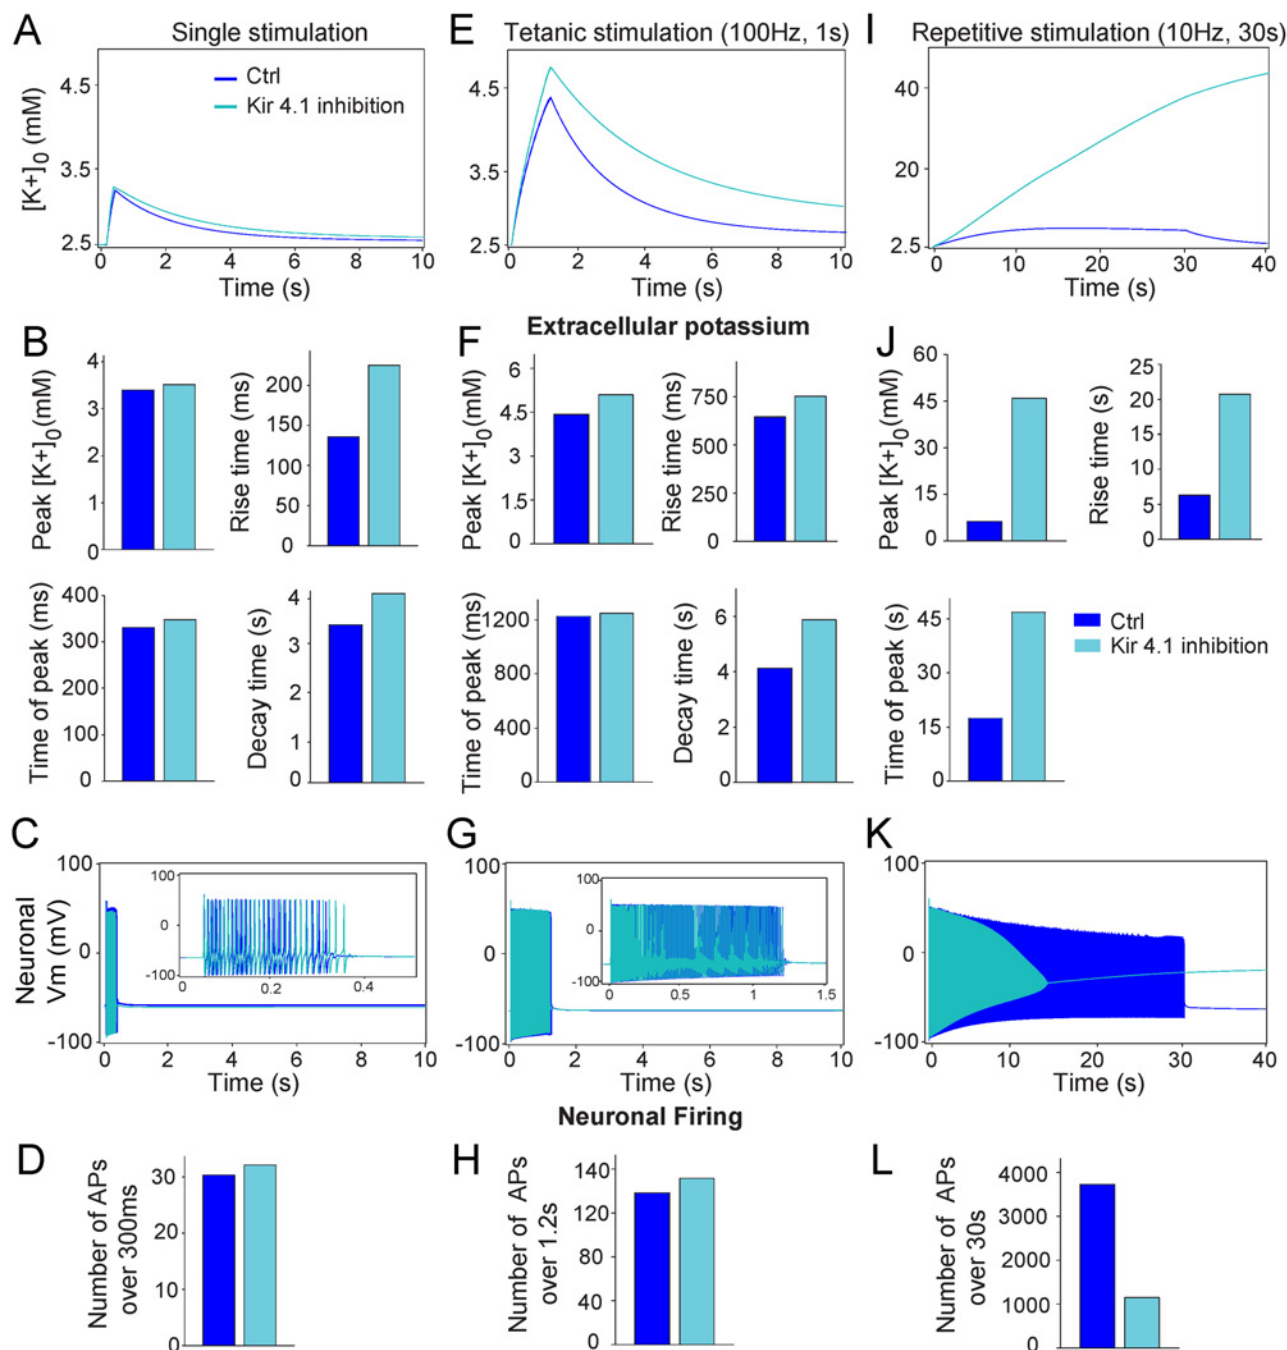 A
Single stimulation
[K+]0 (mM)
4.5
3.5
2.5
Ctrl
Kir 4.1 inhibition
0 2 4 6 8 10
Time (s)
E
Tetanic stimulation (100Hz, 1s)
4.5
3.5
2.5
0 2 4 6 8 10
Time (s)
I
Repetitive stimulation (10Hz, 30s)
40
20
2.5
0 10 20 30 40
Time (s)
Extracellular potassium
B
Peak [K+]0(mM)
4
3
2
1
0
Rise time (ms)
200
150
100
50
0
Time of peak (ms)
400
300
200
100
0
Decay time (s)
4
3
2
1
0
F
Peak [K+]0(mM)
6
4.5
3
1.5
0
Rise time (ms)
750
500
250
0
Time of peak (ms)
1200
800
400
0
Decay time (s)
6
4
2
0
J
Peak [K+]0(mM)
60
45
30
15
0
Rise time (s)
25
20
15
10
5
0
Time of peak (s)
45
30
15
0
Ctrl
Kir 4.1 inhibition
C
Neuronal
Vm (mV)
100
0
-100
100
0
-100
0 0.2 0.4
0 2 4 6 8 10
Time (s)
G
100
0
-100
100
0
-100
0 0.5 1 1.5
0 2 4 6 8 10
Time (s)
K
100
0
-100
0 10 20 30 40
Time (s)
Neuronal Firing
D
Number of APs
over 300ms
30
20
10
0
H
Number of APs
over 1.2s
140
120
80
40
0
L
Number of APs
over 30s
4000
3000
2000
1000
0